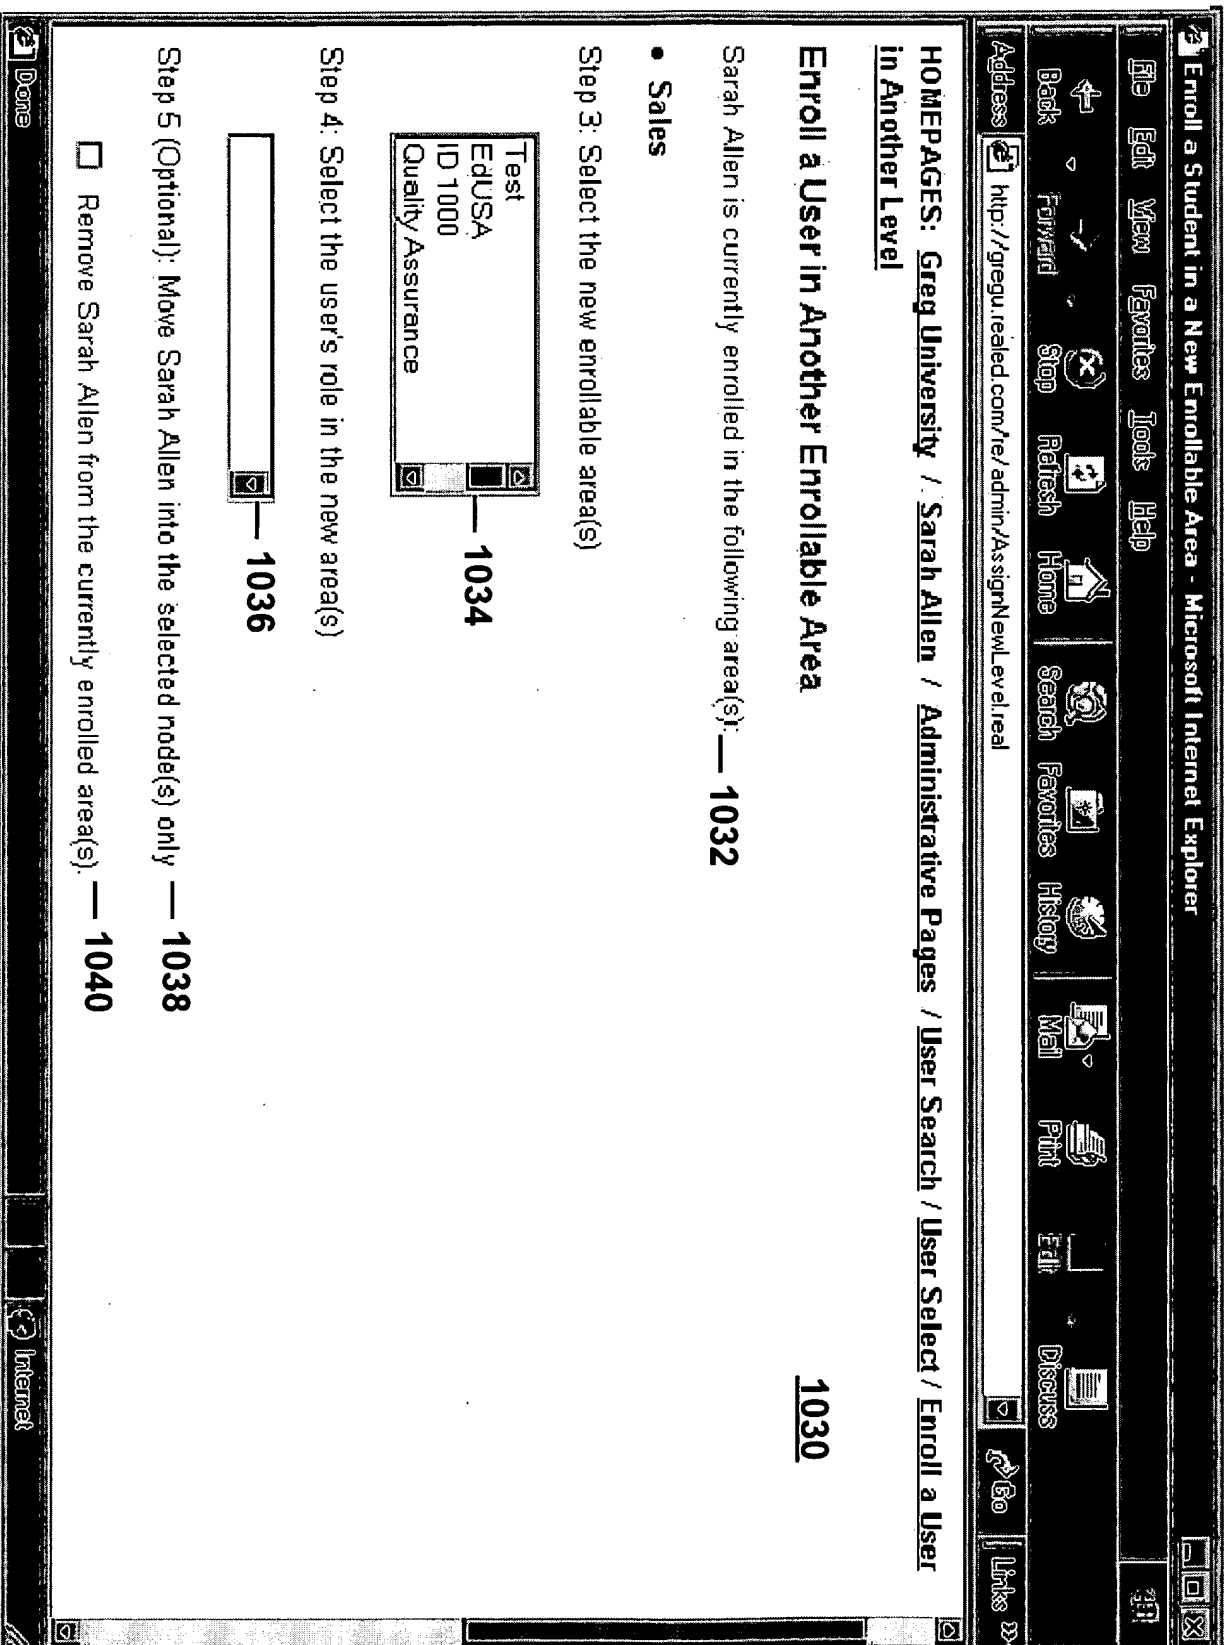 Enroll a Student in a New Enrollable Area - Microsoft Internet Explorer
File Edit View Favorites Tools Help
Back Forward Stop Refresh Home Search Favorites History Mail Print Edit Discuss
Address http://gregu.realed.com/re/admin/AssignNewLevel.real Go Links »
HOMEPAGES: Greg University / Sarah Allen / Administrative Pages / User Search / User Select / Enroll a User
in Another Level
Enroll a User in Another Enrollable Area
1030
Sarah Allen is currently enrolled in the following area(s): — 1032
• Sales
Step 3: Select the new enrollable area(s)
Test
EdUSA
ID 1000
Quality Assurance
— 1034
Step 4: Select the user's role in the new area(s)
— 1036
Step 5 (Optional): Move Sarah Allen into the selected node(s) only — 1038
Remove Sarah Allen from the currently enrolled area(s). — 1040
Done Internet